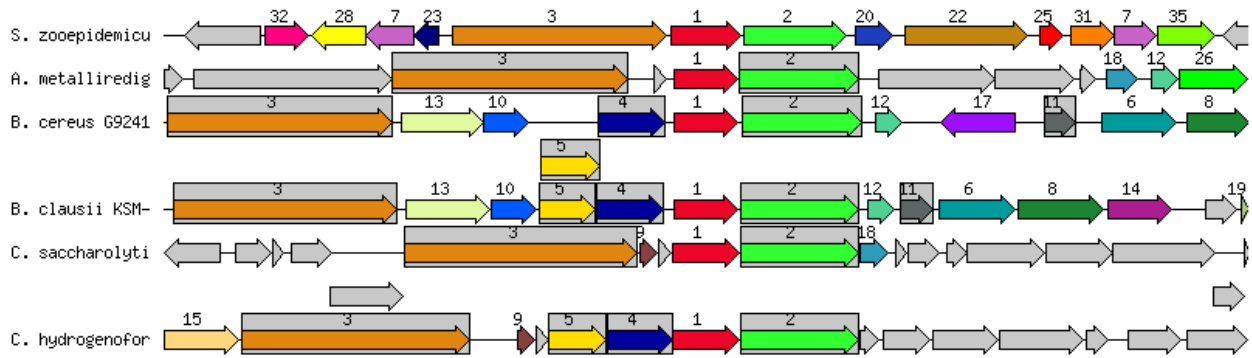 32 28 7 23 3 1 2 20 22 25 31 7 35
S. zooepidemicu
3 1 2 18 12 26
A. metalliredig
3 13 10 4 1 2 12 17 11 6 8
B. cereus G9241
5
3 13 10 5 4 1 2 12 11 6 8 14 19
B. clausii KSM-
3 9 1 2 18
C. saccharolyti
15 3 9 5 4 1 2
C. hydrogenofor